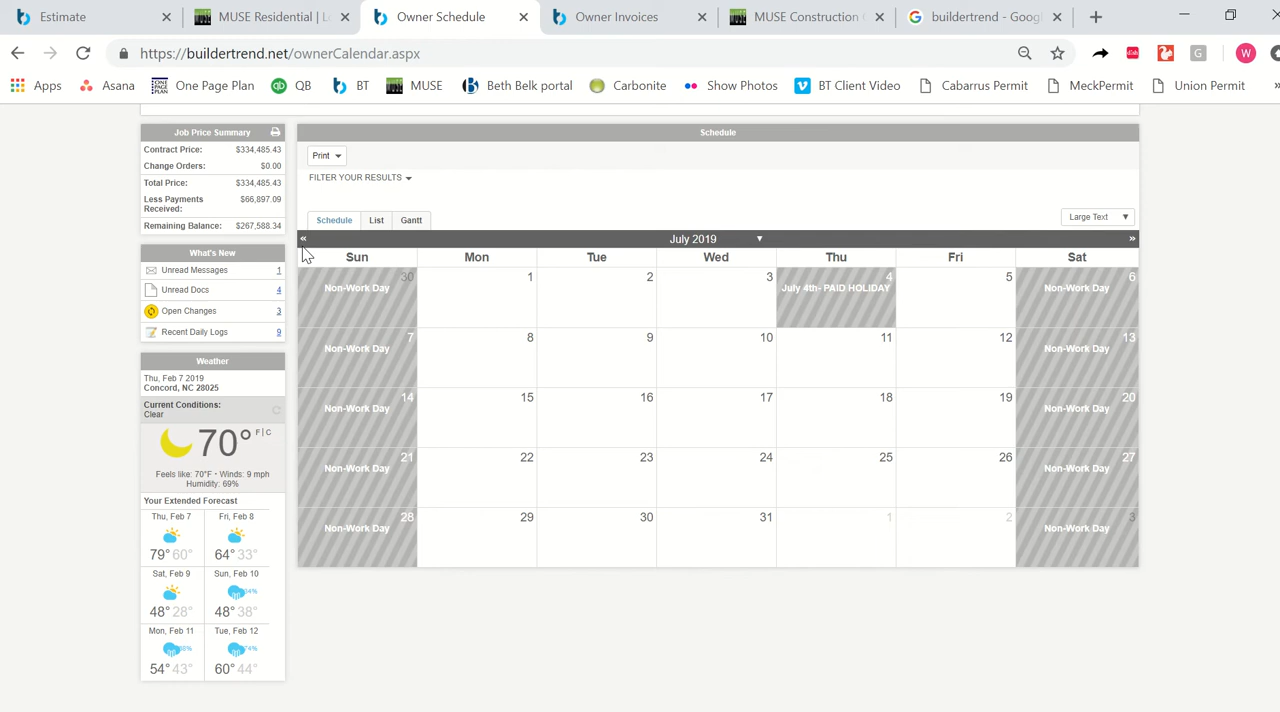 Estimate
MUSE Residential | L
Owner Schedule
Owner Invoices
MUSE Construction
buildertrend - Goog
https://buildertrend.net/ownerCalendar.aspx
dish
G
W
Apps
Asana
One Page Plan
QB
BT
MUSE
Beth Belk portal
Carbonite
Show Photos
BT Client Video
Cabarrus Permit
MeckPermit
Union Permit
»
Job Price Summary
Contract Price: $334,485.43
Change Orders: $0.00
Total Price: $334,485.43
Less Payments $66,897.09
Received:
Remaining Balance: $267,588.34
What's New
Unread Messages 1
Unread Docs 4
Open Changes 3
Recent Daily Logs 9
Weather
Thu, Feb 7 2019
Concord, NC 28025
Current Conditions:
Clear
70° F | C
Feels like: 70°F • Winds: 9 mph
Humidity: 69%
Your Extended Forecast
Thu, Feb 7 Fri, Feb 8
79° 60° 64° 33°
Sat, Feb 9 Sun, Feb 10
48° 28° 48° 38°
Mon, Feb 11 Tue, Feb 12
74%
54° 43° 60° 44°
Schedule
Print
FILTER YOUR RESULTS
Schedule List Gantt
Large Text
« July 2019 »
Sun Mon Tue Wed Thu Fri Sat
30 1 2 3 4 5 6
Non-Work Day July 4th- PAID HOLIDAY Non-Work Day
7 8 9 10 11 12 13
Non-Work Day Non-Work Day
14 15 16 17 18 19 20
Non-Work Day Non-Work Day
21 22 23 24 25 26 27
Non-Work Day Non-Work Day
28 29 30 31 1 2 3
Non-Work Day Non-Work Day